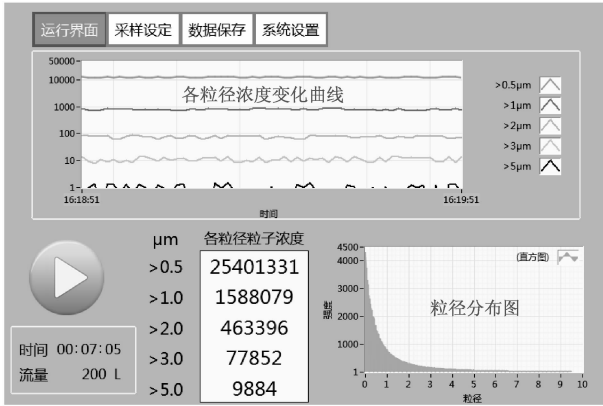 运行界面 采样设定 数据保存 系统设置
50000
10000
1000
100
10
1
各粒径浓度变化曲线
16:18:51 16:19:51
时间
>0.5μm
>1μm
>2μm
>3μm
>5μm
μm 各粒径粒子浓度
>0.5 25401331
>1.0 1588079
>2.0 463396
>3.0 77852
>5.0 9884
时间 00:07:05
流量 200 L
4500
4000
3000
2000
1000
1
强度
(直方图)
粒径分布图
0 1 2 3 4 5 6 7 8 9 10
粒径